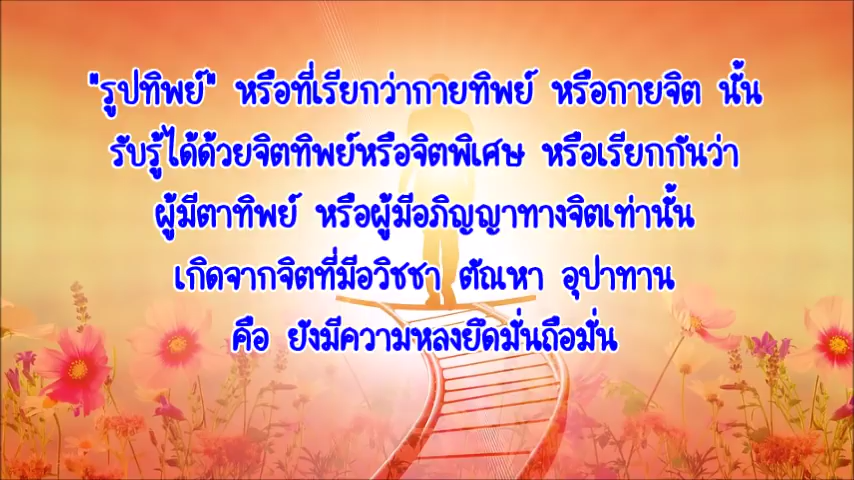 "รูปทิพย์" หรือที่เรียกว่ากายทิพย์ หรือกายจิต นั้น
รับรู้ได้ด้วยจิตทิพย์หรือจิตพิเศษ หรือเรียกกันว่า
ผู้มีตาทิพย์ หรือผู้มีอภิญญาทางจิตเท่านั้น
เกิดจากจิตที่มีอวิชชา ตัณหา อุปาทาน
คือ ยังมีความหลงยึดมั่นถือมั่น